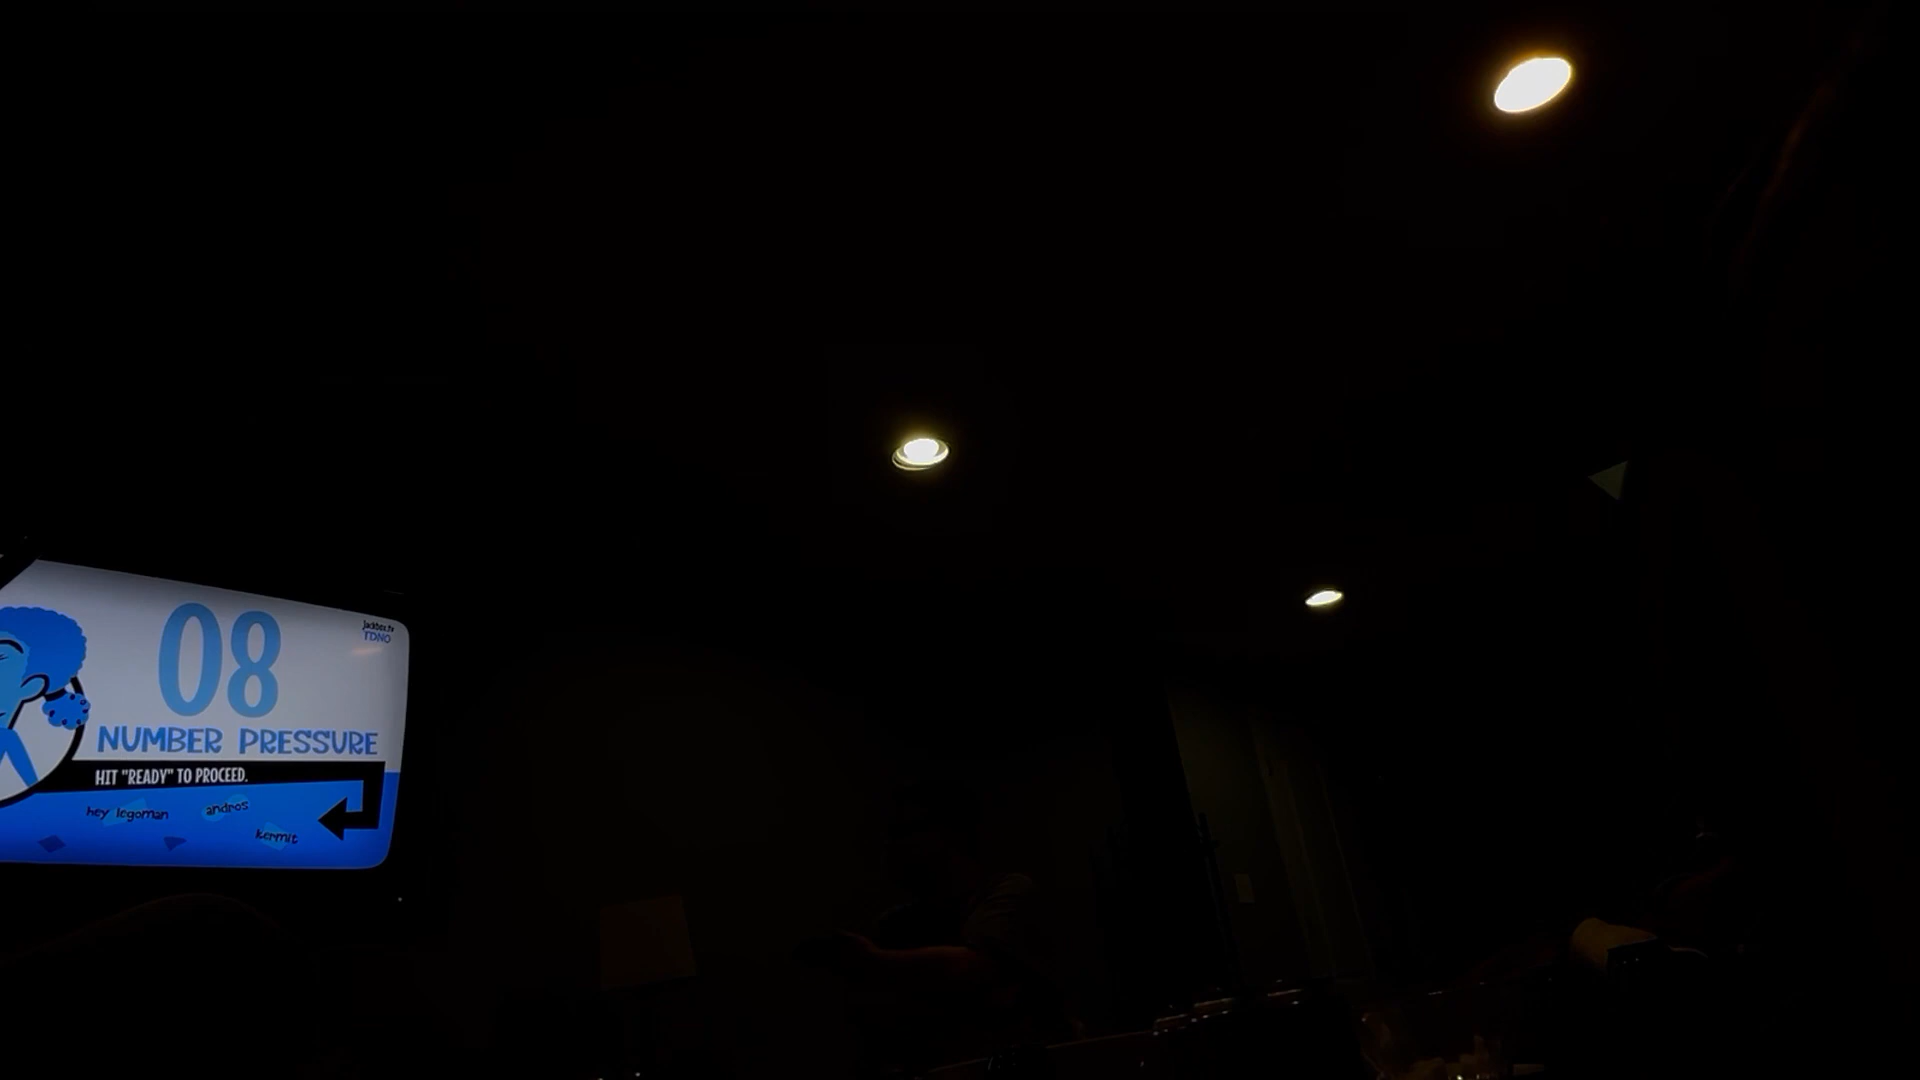 08
jackbox.tv
TDNO
NUMBER PRESSURE
HIT "READY" TO PROCEED.
hey legoman
andros
kermit